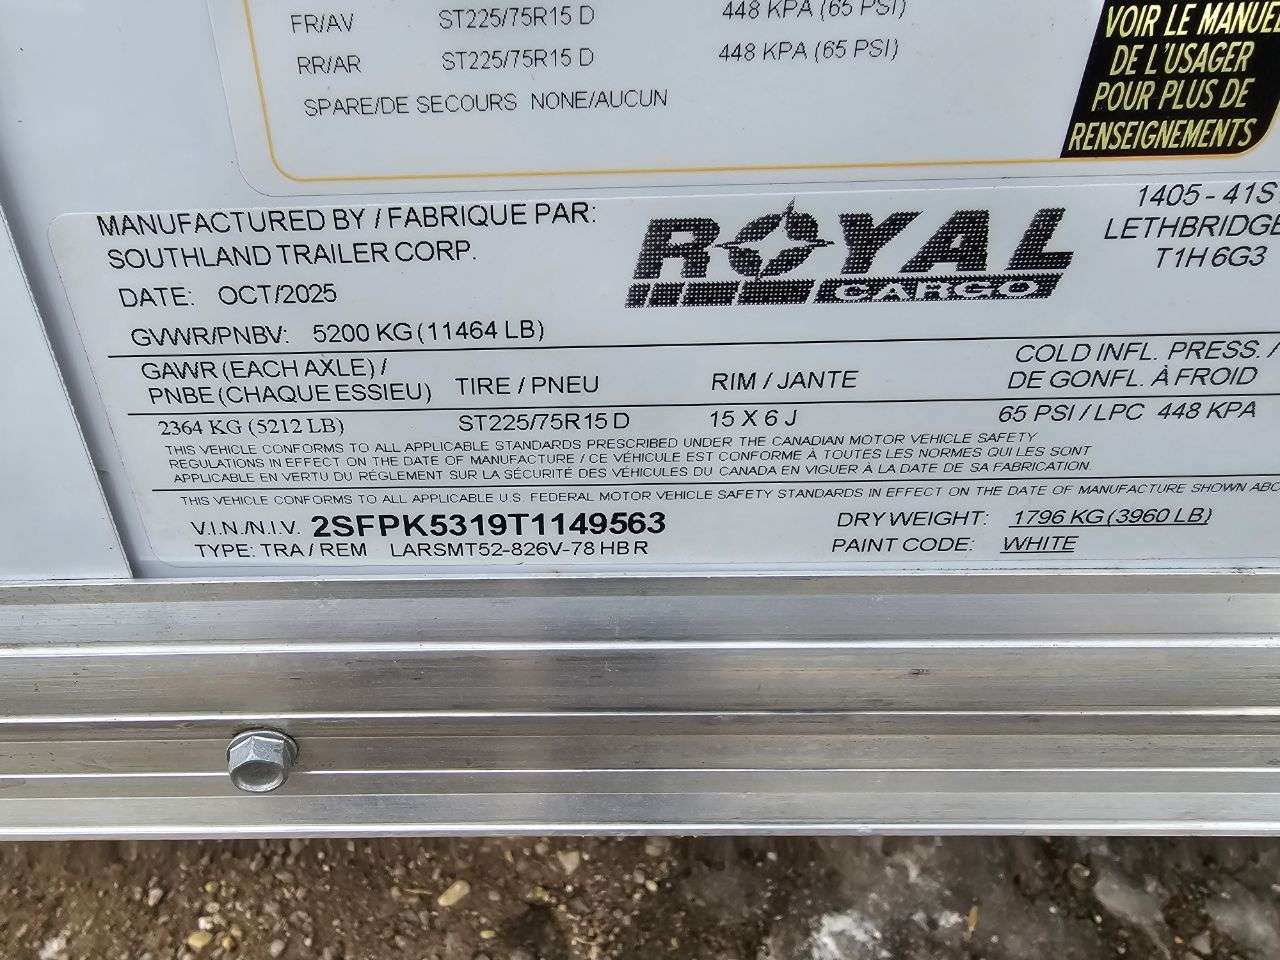 FR/AV ST225/75R15 D 448 KPA (65 PSI)
RR/AR ST225/75R15 D 448 KPA (65 PSI)
SPARE/DE SECOURS NONE/AUCUN
VOIR LE MANUEL
DE L'USAGER
POUR PLUS DE
RENSEIGNEMENTS
MANUFACTURED BY / FABRIQUE PAR:
SOUTHLAND TRAILER CORP.
DATE: OCT/2025
GVWR/PNBV: 5200 KG (11464 LB)
ROYAL
CARGO
1405 - 41S
LETHBRIDGE
T1H 6G3
GAWR (EACH AXLE) /
PNBE (CHAQUE ESSIEU) TIRE / PNEU RIM / JANTE COLD INFL. PRESS. /
DE GONFL. À FROID
2364 KG (5212 LB) ST225/75R15 D 15 X 6 J 65 PSI / LPC 448 KPA
THIS VEHICLE CONFORMS TO ALL APPLICABLE STANDARDS PRESCRIBED UNDER THE CANADIAN MOTOR VEHICLE SAFETY
REGULATIONS IN EFFECT ON THE DATE OF MANUFACTURE / CE VÉHICULE EST CONFORME À TOUTES LES NORMES QUI LES SONT
APPLICABLE EN VERTU DU RÉGLEMENT SUR LA SÉCURITÉ DES VÉHICULES DU CANADA EN VIGUER À LA DATE DE SA FABRICATION.
THIS VEHICLE CONFORMS TO ALL APPLICABLE U.S. FEDERAL MOTOR VEHICLE SAFETY STANDARDS IN EFFECT ON THE DATE OF MANUFACTURE SHOWN ABO
V.I.N./N.I.V. 2SFPK5319T1149563 DRY WEIGHT: 1796 KG (3960 LB)
TYPE: TRA / REM LARSMT52-826V-78 HB R PAINT CODE: WHITE